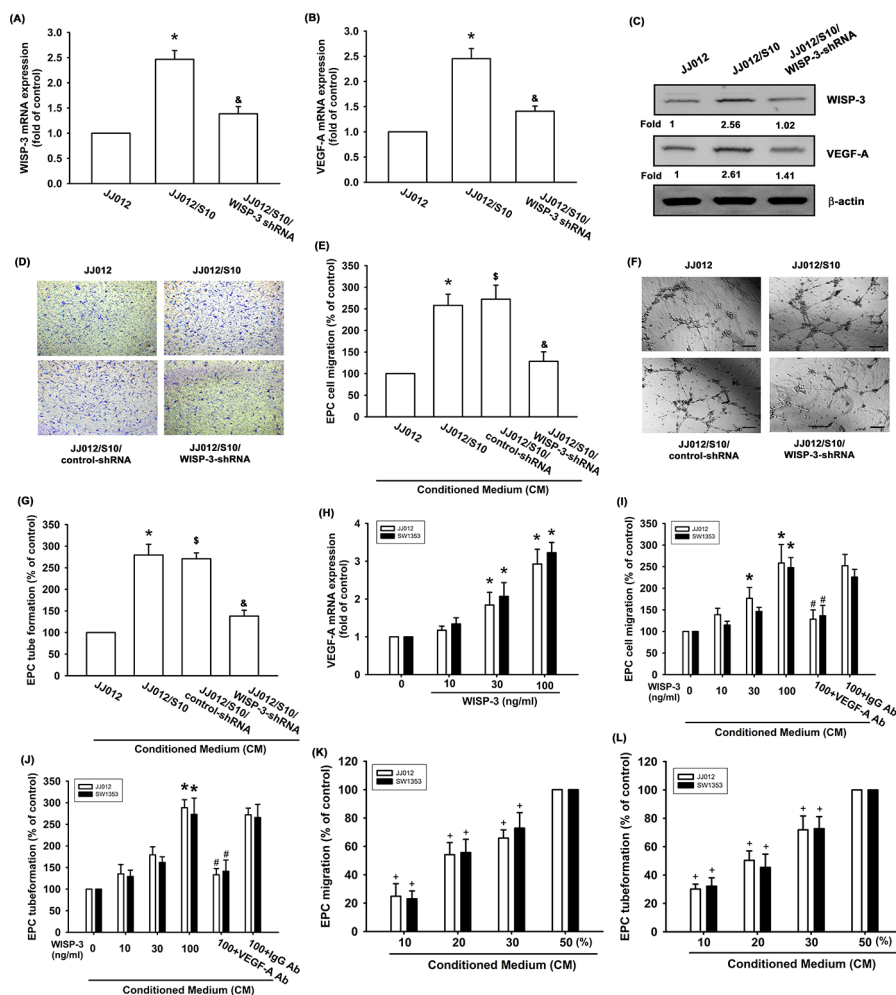 (A)
WISP-3 mRNA expression
(fold of control)
3.0
2.5
2.0
1.5
1.0
0.5
0.0
*
&
JJ012
JJ012/S10
JJ012/S10/
WISP-3 shRNA
(B)
VEGF-A mRNA expression
(fold of control)
3.0
2.5
2.0
1.5
1.0
0.5
0.0
*
&
JJ012
JJ012/S10
JJ012/S10/
WISP-3 shRNA
(C)
JJ012
JJ012/S10
JJ012/S10/
WISP-3-shRNA
WISP-3
Fold 1 2.56 1.02
VEGF-A
Fold 1 2.61 1.41
β-actin
(D)
JJ012 JJ012/S10
JJ012/S10/
control-shRNA
JJ012/S10/
WISP-3-shRNA
(E)
EPC cell migration (% of control)
350
300
250
200
150
100
50
0
*
$
&
JJ012
JJ012/S10
JJ012/S10/
control-shRNA
JJ012/S10/
WISP-3-shRNA
Conditioned Medium (CM)
(F)
JJ012 JJ012/S10
JJ012/S10/
control-shRNA
JJ012/S10/
WISP-3-shRNA
(G)
EPC tube formation (% of control)
350
300
250
200
150
100
50
0
*
$
&
JJ012
JJ012/S10
JJ012/S10/
control-shRNA
JJ012/S10/
WISP-3-shRNA
Conditioned Medium (CM)
(H)
VEGF-A mRNA expression
(fold of control)
4
3
2
1
0
JJ012
SW1353
* *
* *
0 10 30 100
WISP-3 (ng/ml)
(I)
EPC cell migration (% of control)
350
300
250
200
150
100
50
0
JJ012
SW1353
*
* *
# #
WISP-3
(ng/ml)
0 10 30 100 100+VEGF-A Ab 100+IgG Ab
Conditioned Medium (CM)
(J)
EPC tubeformation (% of control)
350
300
250
200
150
100
50
0
JJ012
SW1353
* *
# #
WISP-3
(ng/ml)
0 10 30 100 100+VEGF-A Ab 100+IgG Ab
Conditioned Medium (CM)
(K)
EPC migration (% of control)
120
100
80
60
40
20
0
JJ012
SW1353
+ +
+ +
+ +
10 20 30 50 (%)
Conditioned Medium (CM)
(L)
EPC tubeformation (% of control)
120
100
80
60
40
20
0
JJ012
SW1353
+ +
+ +
+ +
10 20 30 50 (%)
Conditioned Medium (CM)